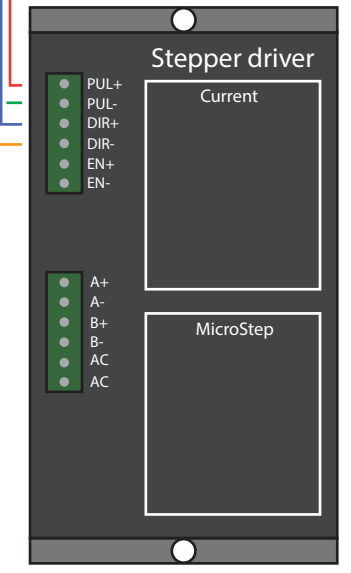 Stepper driver
PUL+
PUL-
DIR+
DIR-
EN+
EN-
Current
A+
A-
B+
B-
AC
AC
MicroStep